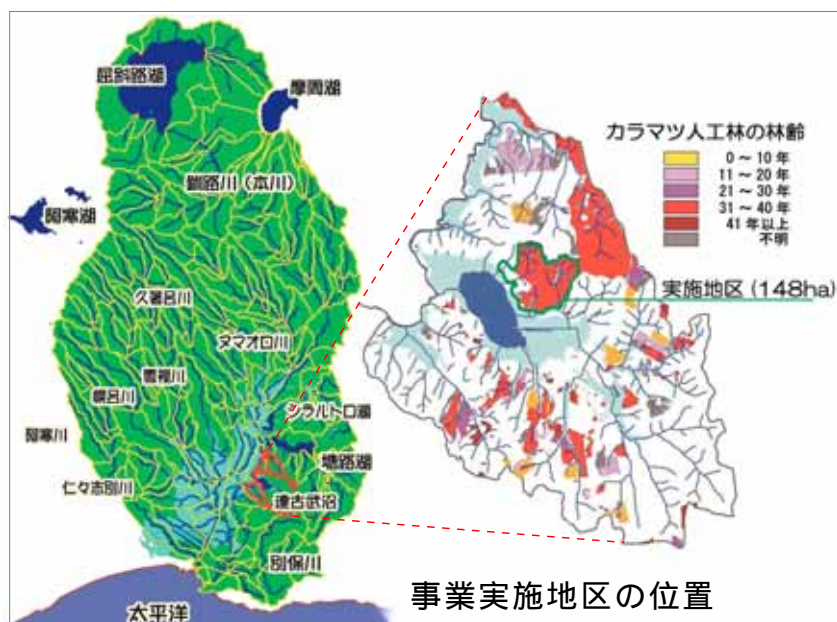 屈斜路湖
摩周湖
釧路川(本川)
阿寒湖
久著呂川
ヌマオロ川
雪裡川
幌呂川
シラルトロ湖
阿寒川
塘路湖
仁々志別川
達古武沼
別保川
太平洋
カラマツ人工林の林齢
0~10年
11~20年
21~30年
31~40年
41年以上
不明
実施地区(148ha)
事業実施地区の位置